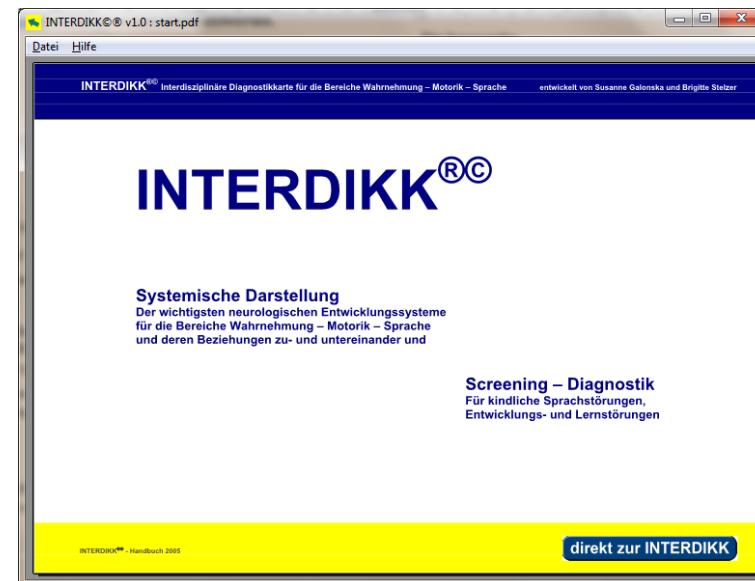 INTERDIKK©® v1.0 : start.pdf
Datei Hilfe
INTERDIKK®© Interdisziplinäre Diagnostikkarte für die Bereiche Wahrnehmung – Motorik – Sprache entwickelt von Susanne Galonska und Brigitte Stelzer
INTERDIKK®©
Systemische Darstellung
Der wichtigsten neurologischen Entwicklungssysteme
für die Bereiche Wahrnehmung – Motorik – Sprache
und deren Beziehungen zu- und untereinander und
Screening – Diagnostik
Für kindliche Sprachstörungen,
Entwicklungs- und Lernstörungen
INTERDIKK®© - Handbuch 2005
direkt zur INTERDIKK